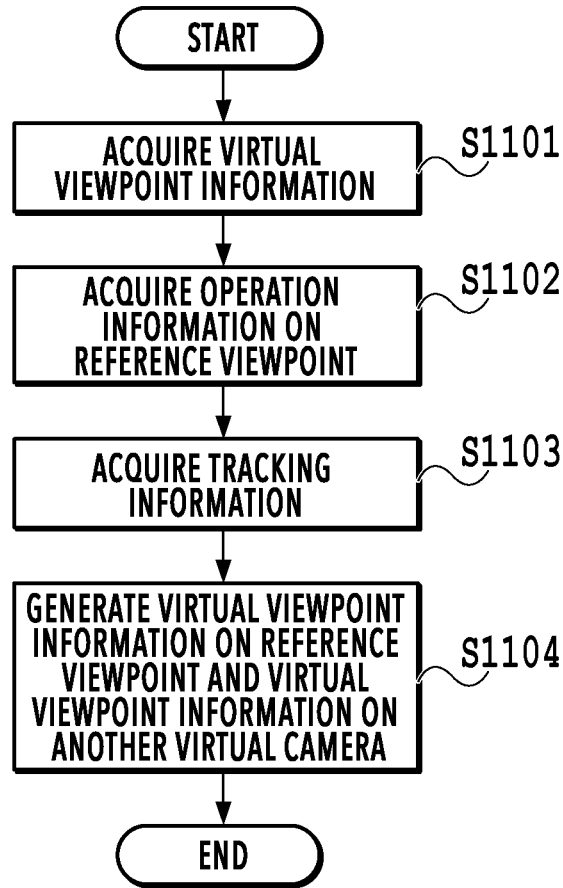 START
ACQUIRE VIRTUAL
VIEWPOINT INFORMATION
S1101
ACQUIRE OPERATION
INFORMATION ON
REFERENCE VIEWPOINT
S1102
ACQUIRE TRACKING
INFORMATION
S1103
GENERATE VIRTUAL VIEWPOINT
INFORMATION ON REFERENCE
VIEWPOINT AND VIRTUAL
VIEWPOINT INFORMATION ON
ANOTHER VIRTUAL CAMERA
S1104
END